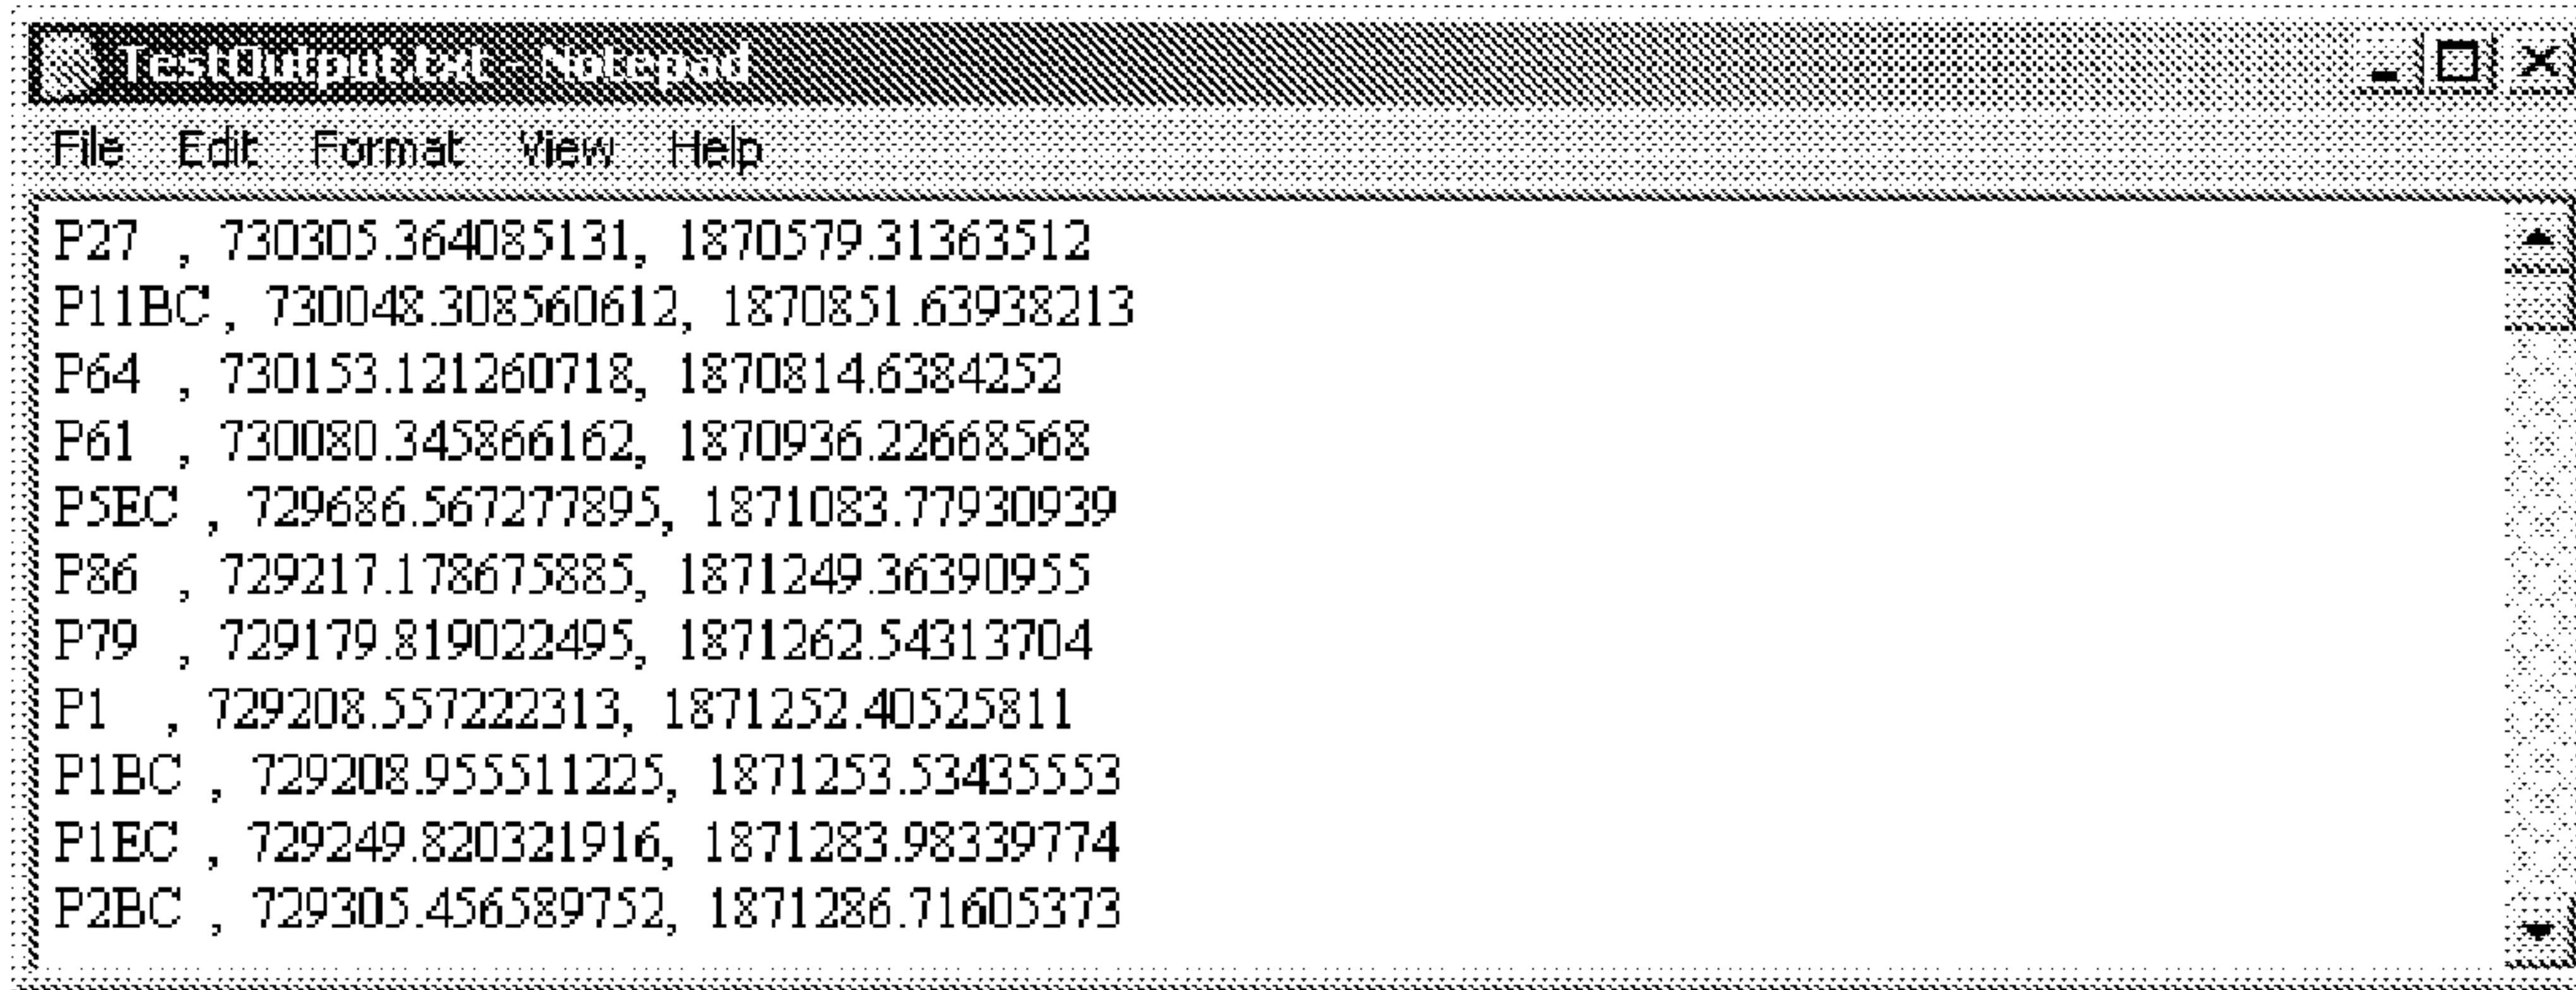 TestOutput.txt - Notepad
File Edit Format View Help
P27 , 730305.364085131, 1870579.31363512
P11BC , 730048.308560612, 1870851.63938213
P64 , 730153.121260718, 1870814.6384252
P61 , 730080.345866162, 1870936.22668568
P5EC , 729686.567277895, 1871083.77930939
P86 , 729217.178675885, 1871249.36390955
P79 , 729179.819022495, 1871262.54313704
P1 , 729208.557222313, 1871252.40525811
P1BC , 729208.955511225, 1871253.53435553
P1EC , 729249.820321916, 1871283.98339774
P2BC , 729305.456589752, 1871286.71605373